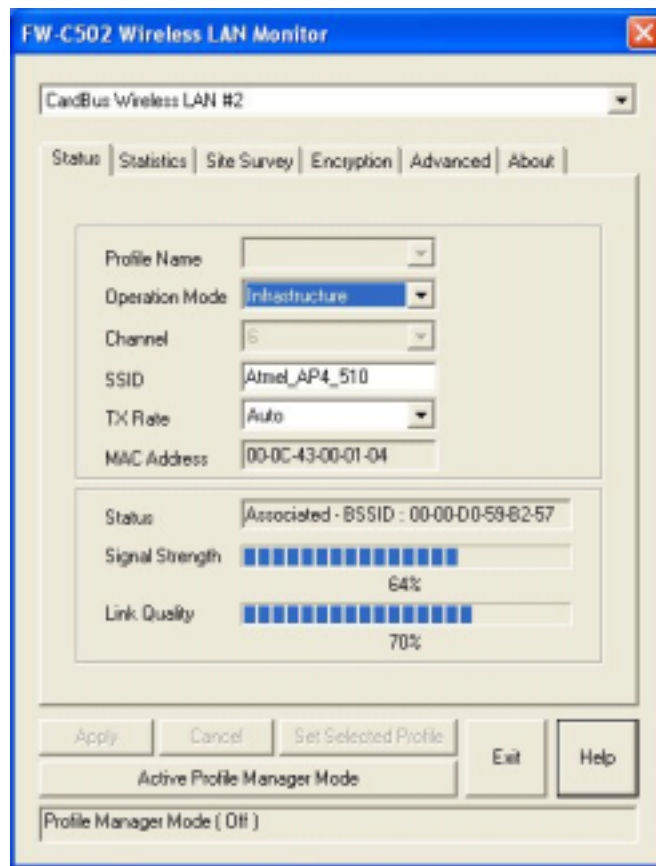 FW-C502 Wireless LAN Monitor
CardBus Wireless LAN #2
Status Statistics Site Survey Encryption Advanced About
Profile Name
Operation Mode Infrastructure
Channel 6
SSID Atmel_AP4_510
TX Rate Auto
MAC Address 00-0C-43-00-01-04
Status Associated - BSSID : 00-00-D0-59-B2-57
Signal Strength
64%
Link Quality
70%
Apply Cancel Set Selected Profile Exit Help
Active Profile Manager Mode
Profile Manager Mode ( Off )